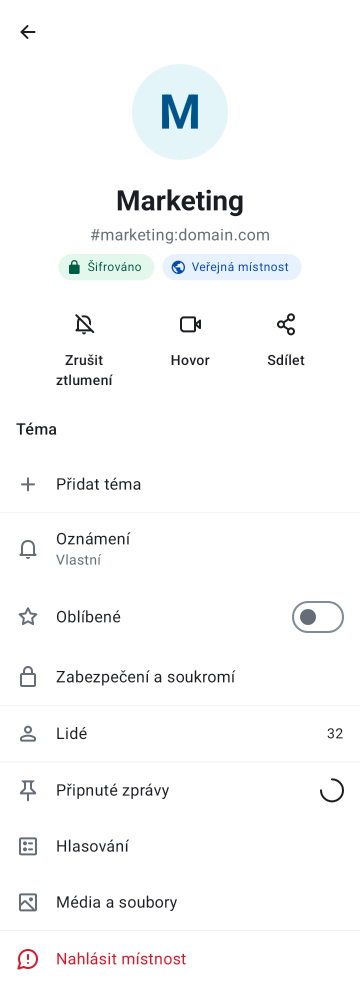 M
Marketing
#marketing:domain.com
Šifrováno
Veřejná místnost
Zrušit
ztlumení
Hovor
Sdílet
Téma
Přidat téma
Oznámení
Vlastní
Oblíbené
Zabezpečení a soukromí
Lidé
32
Připnuté zprávy
Hlasování
Média a soubory
Nahlásit místnost